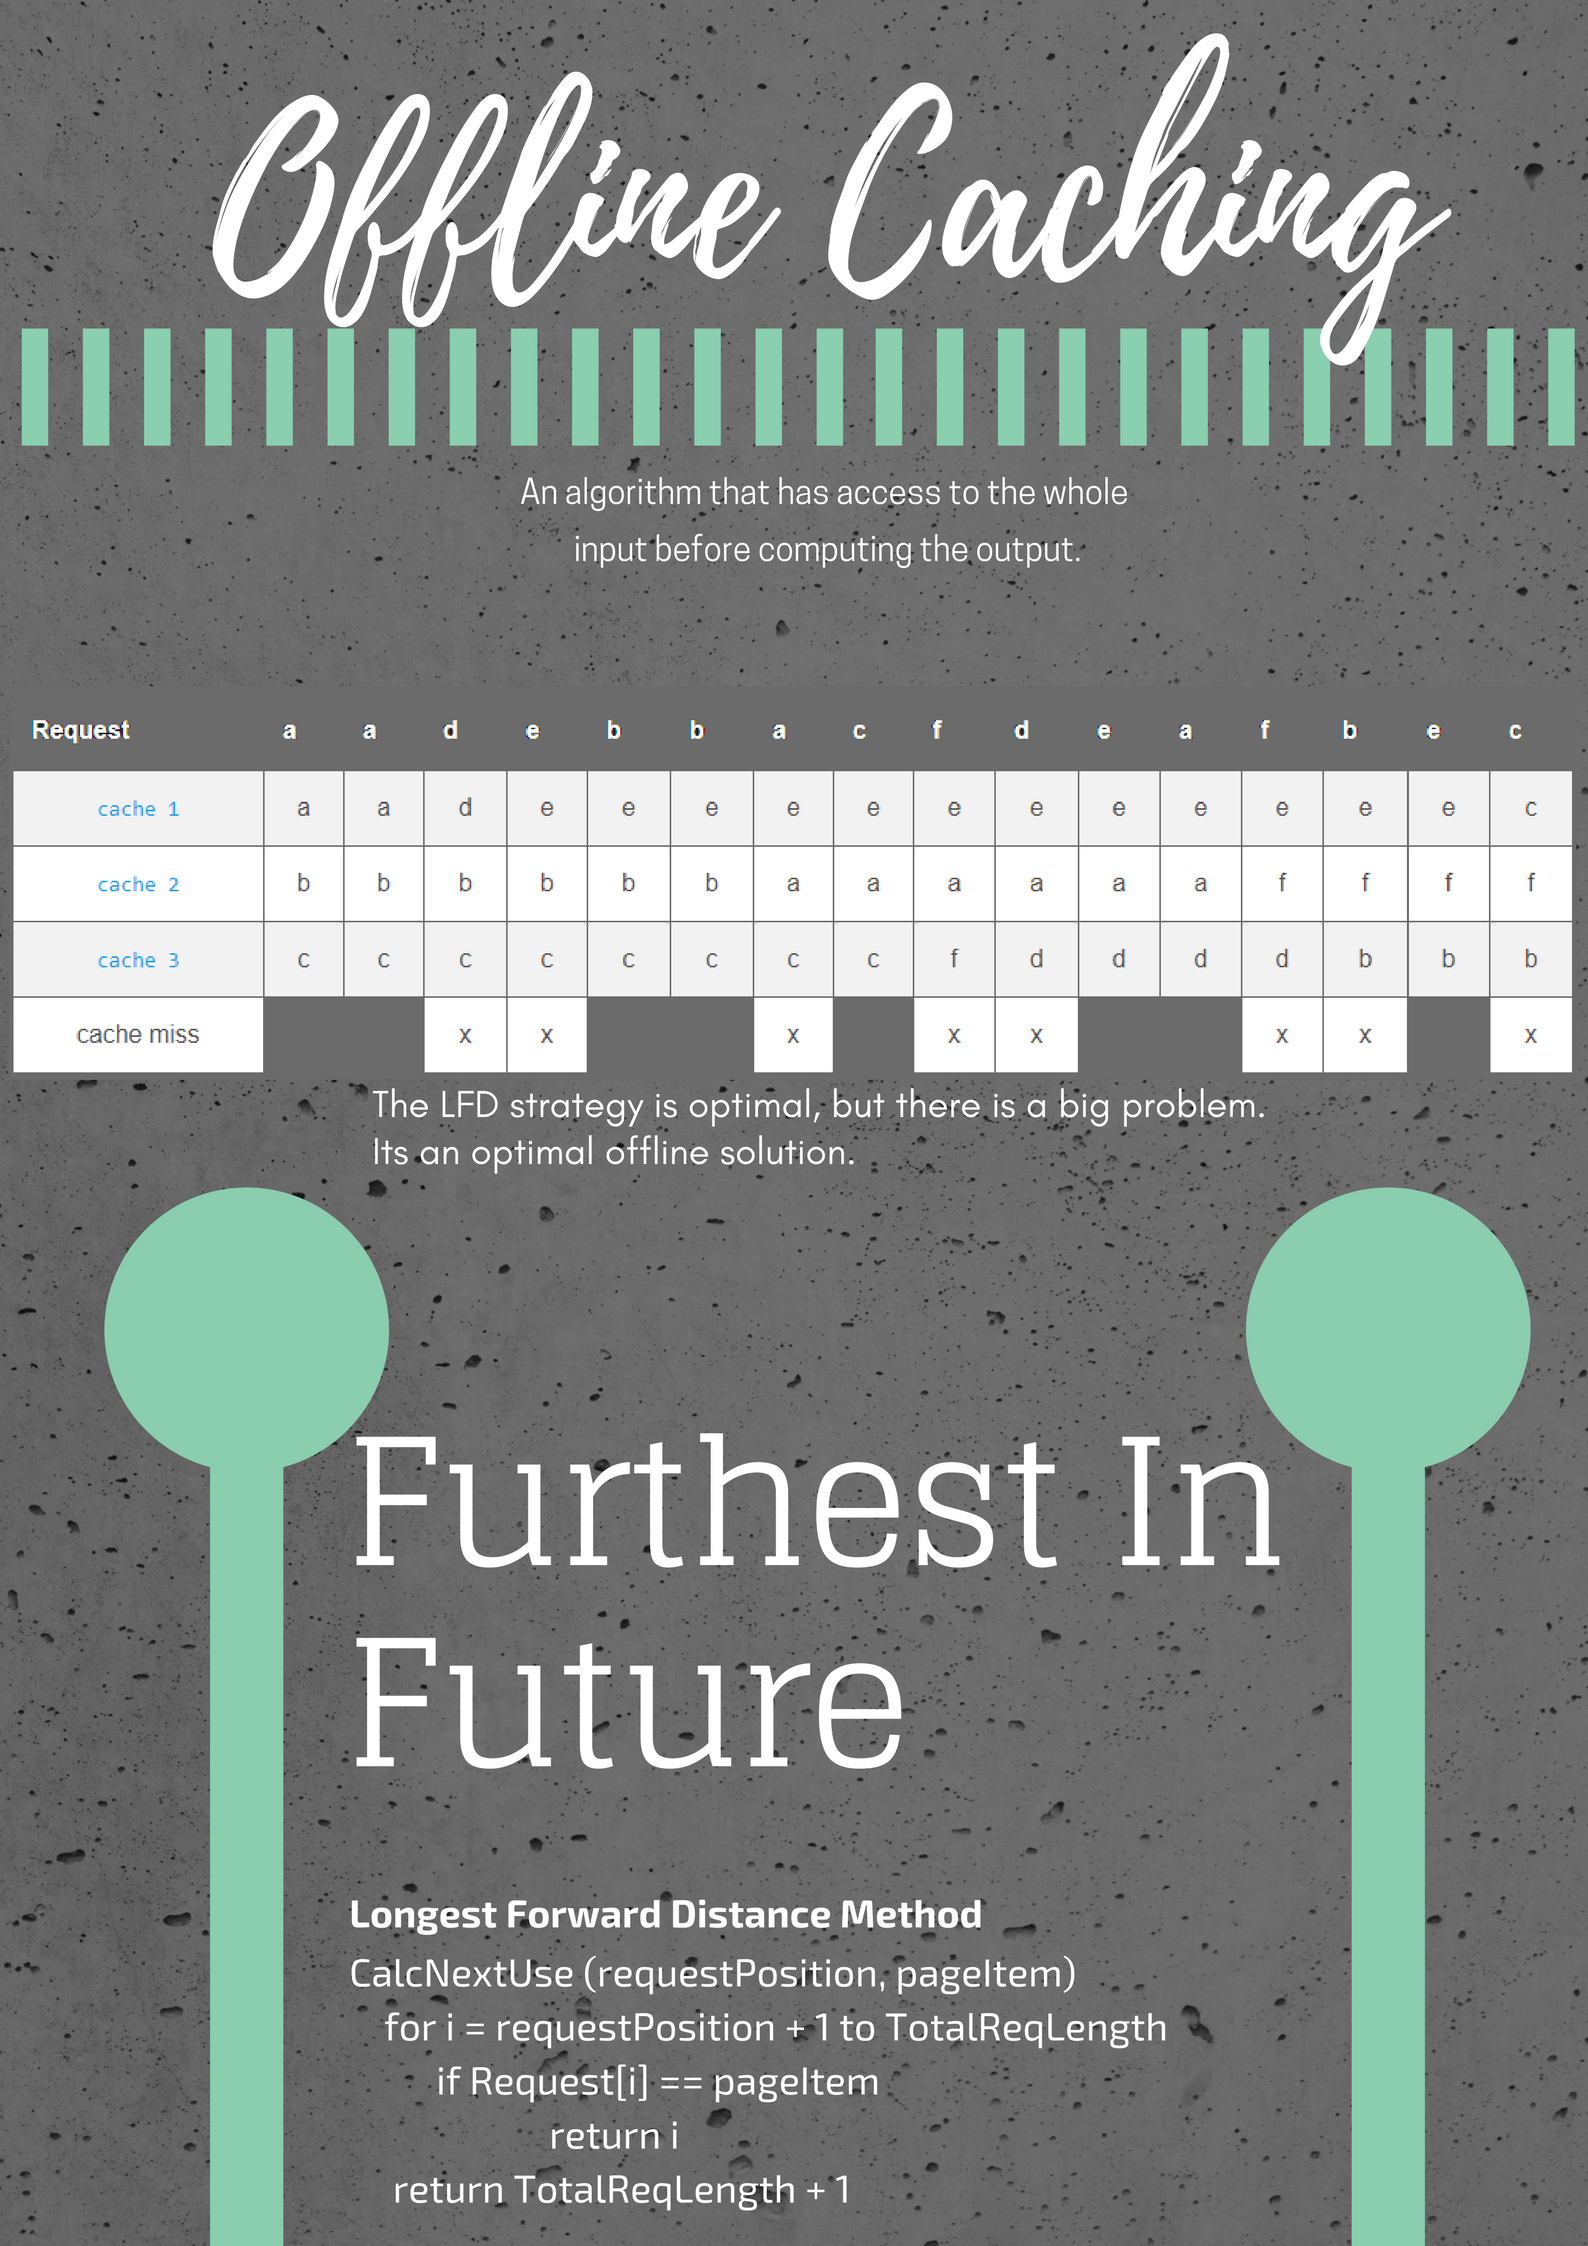 Offline Caching
An algorithm that has access to the whole
input before computing the output.
Request a a d e b b a c f d e a f b e c
cache 1 a a d e e e e e e e e e e e e c
cache 2 b b b b b b a a a a a a f f f f
cache 3 c c c c c c c c f d d d d b b b
cache miss x x x x x x x x
The LFD strategy is optimal, but there is a big problem.
Its an optimal offline solution.
Furthest In
Future
Longest Forward Distance Method
CalcNextUse (requestPosition, pageItem)
for i = requestPosition + 1 to TotalReqLength
if Request[i] == pageItem
return i
return TotalReqLength + 1